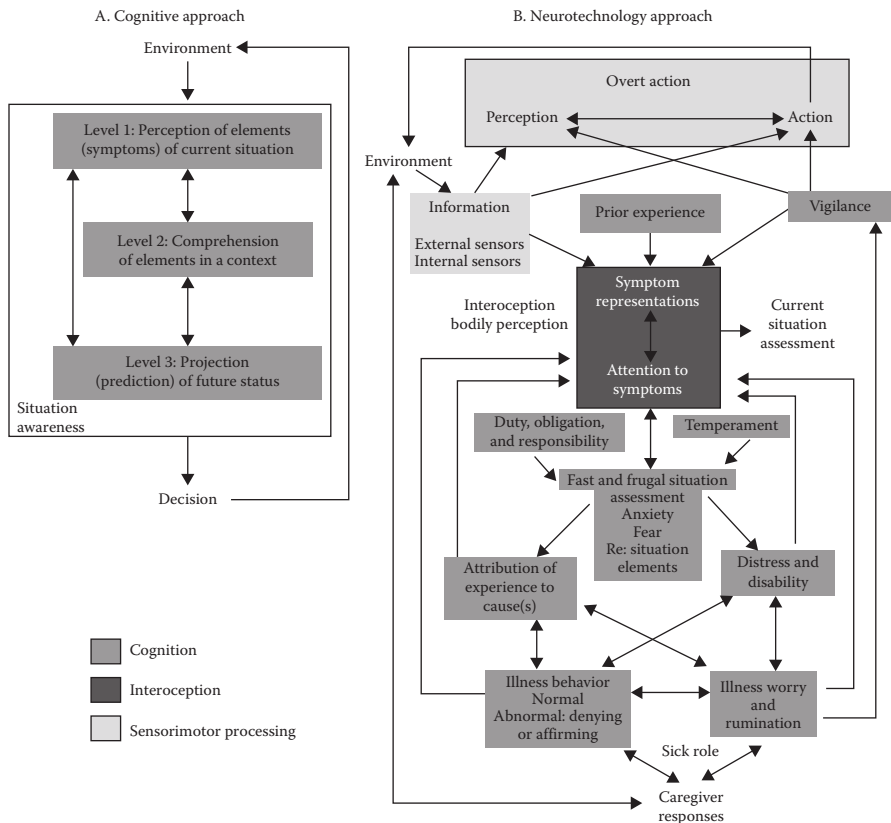 A. Cognitive approach
Environment
Level 1: Perception of elements
(symptoms) of current situation
Level 2: Comprehension
of elements in a context
Level 3: Projection
(prediction) of future status
Situation
awareness
Decision
Cognition
Interoception
Sensorimotor processing
B. Neurotechnology approach
Overt action
Perception
Action
Environment
Information
External sensors
Internal sensors
Prior experience
Vigilance
Symptom
representations
Attention to
symptoms
Interoception
bodily perception
Current
situation
assessment
Duty, obligation,
and responsibility
Temperament
Fast and frugal situation
assessment
Anxiety
Fear
Re: situation
elements
Attribution of
experience to
cause(s)
Distress and
disability
Illness behavior
Normal
Abnormal: denying
or affirming
Illness worry
and
rumination
Sick role
Caregiver
responses